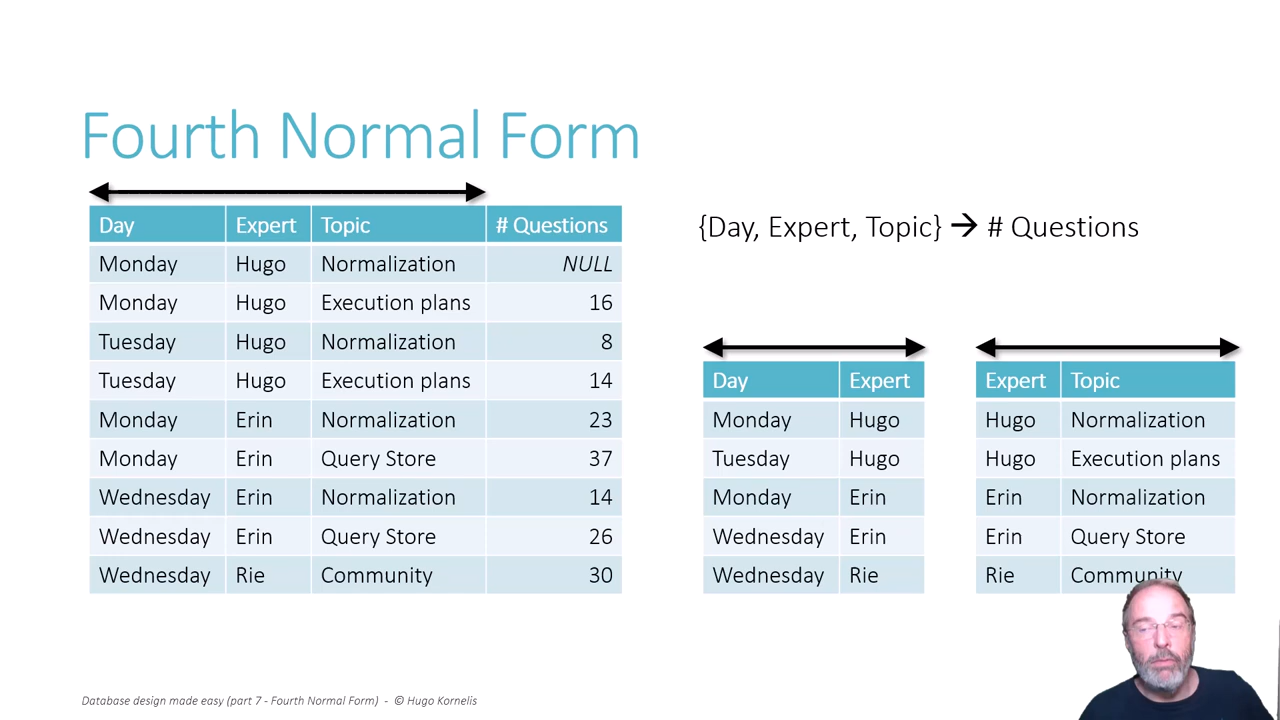 Fourth Normal Form
Day Expert Topic # Questions
Monday Hugo Normalization NULL
Monday Hugo Execution plans 16
Tuesday Hugo Normalization 8
Tuesday Hugo Execution plans 14
Monday Erin Normalization 23
Monday Erin Query Store 37
Wednesday Erin Normalization 14
Wednesday Erin Query Store 26
Wednesday Rie Community 30
{Day, Expert, Topic} → # Questions
Day Expert
Monday Hugo
Tuesday Hugo
Monday Erin
Wednesday Erin
Wednesday Rie
Expert Topic
Hugo Normalization
Hugo Execution plans
Erin Normalization
Erin Query Store
Rie Community
Database design made easy (part 7 - Fourth Normal Form) - © Hugo Kornelis